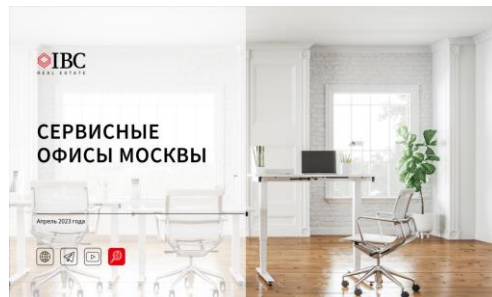 IBC
REAL ESTATE
СЕРВИСНЫЕ
ОФИСЫ МОСКВЫ
Апрель 2023 года